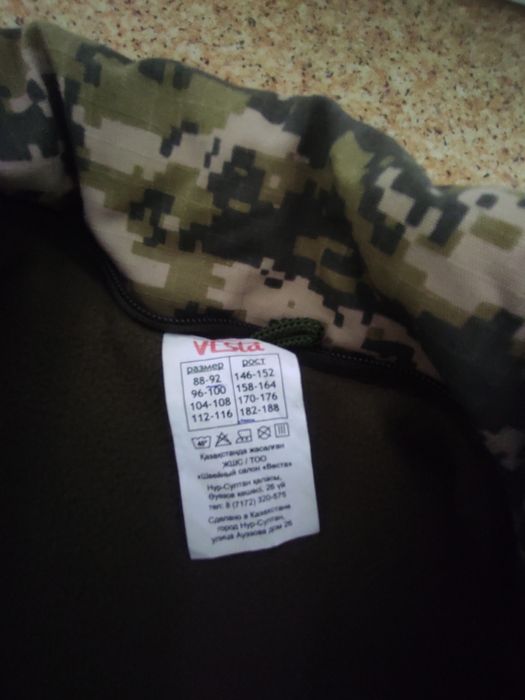 Vesta
размер рост
88-92 146-152
96-100 158-164
104-108 170-176
112-116 182-188
40°
Қазақстанда жасалған
ЖШС / ТОО
«Швейный салон «Веста»
Нур-Султан қаласы,
Әуезов көшесі, 26 үй
тел: 8 (7172) 320-575
Сделано в Казахстане
город Нур-Султан,
улица Ауэзова дом 26